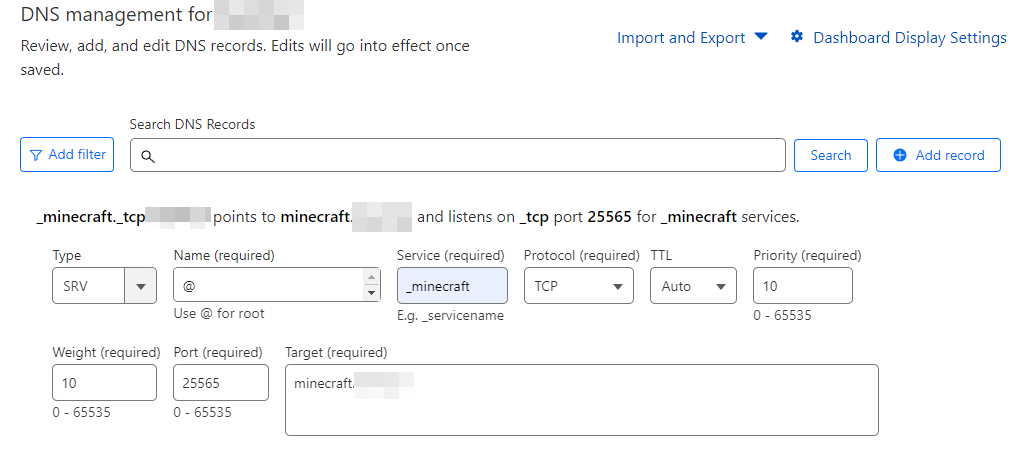 DNS management for
Import and Export
Dashboard Display Settings
Review, add, and edit DNS records. Edits will go into effect once
saved.
Search DNS Records
Add filter
Search
Add record
_minecraft._tcp points to minecraft. and listens on _tcp port 25565 for _minecraft services.
Type Name (required) Service (required) Protocol (required) TTL Priority (required)
SRV @ _minecraft TCP Auto 10
Use @ for root E.g. _servicename 0 - 65535
Weight (required) Port (required) Target (required)
10 25565 minecraft.
0 - 65535 0 - 65535